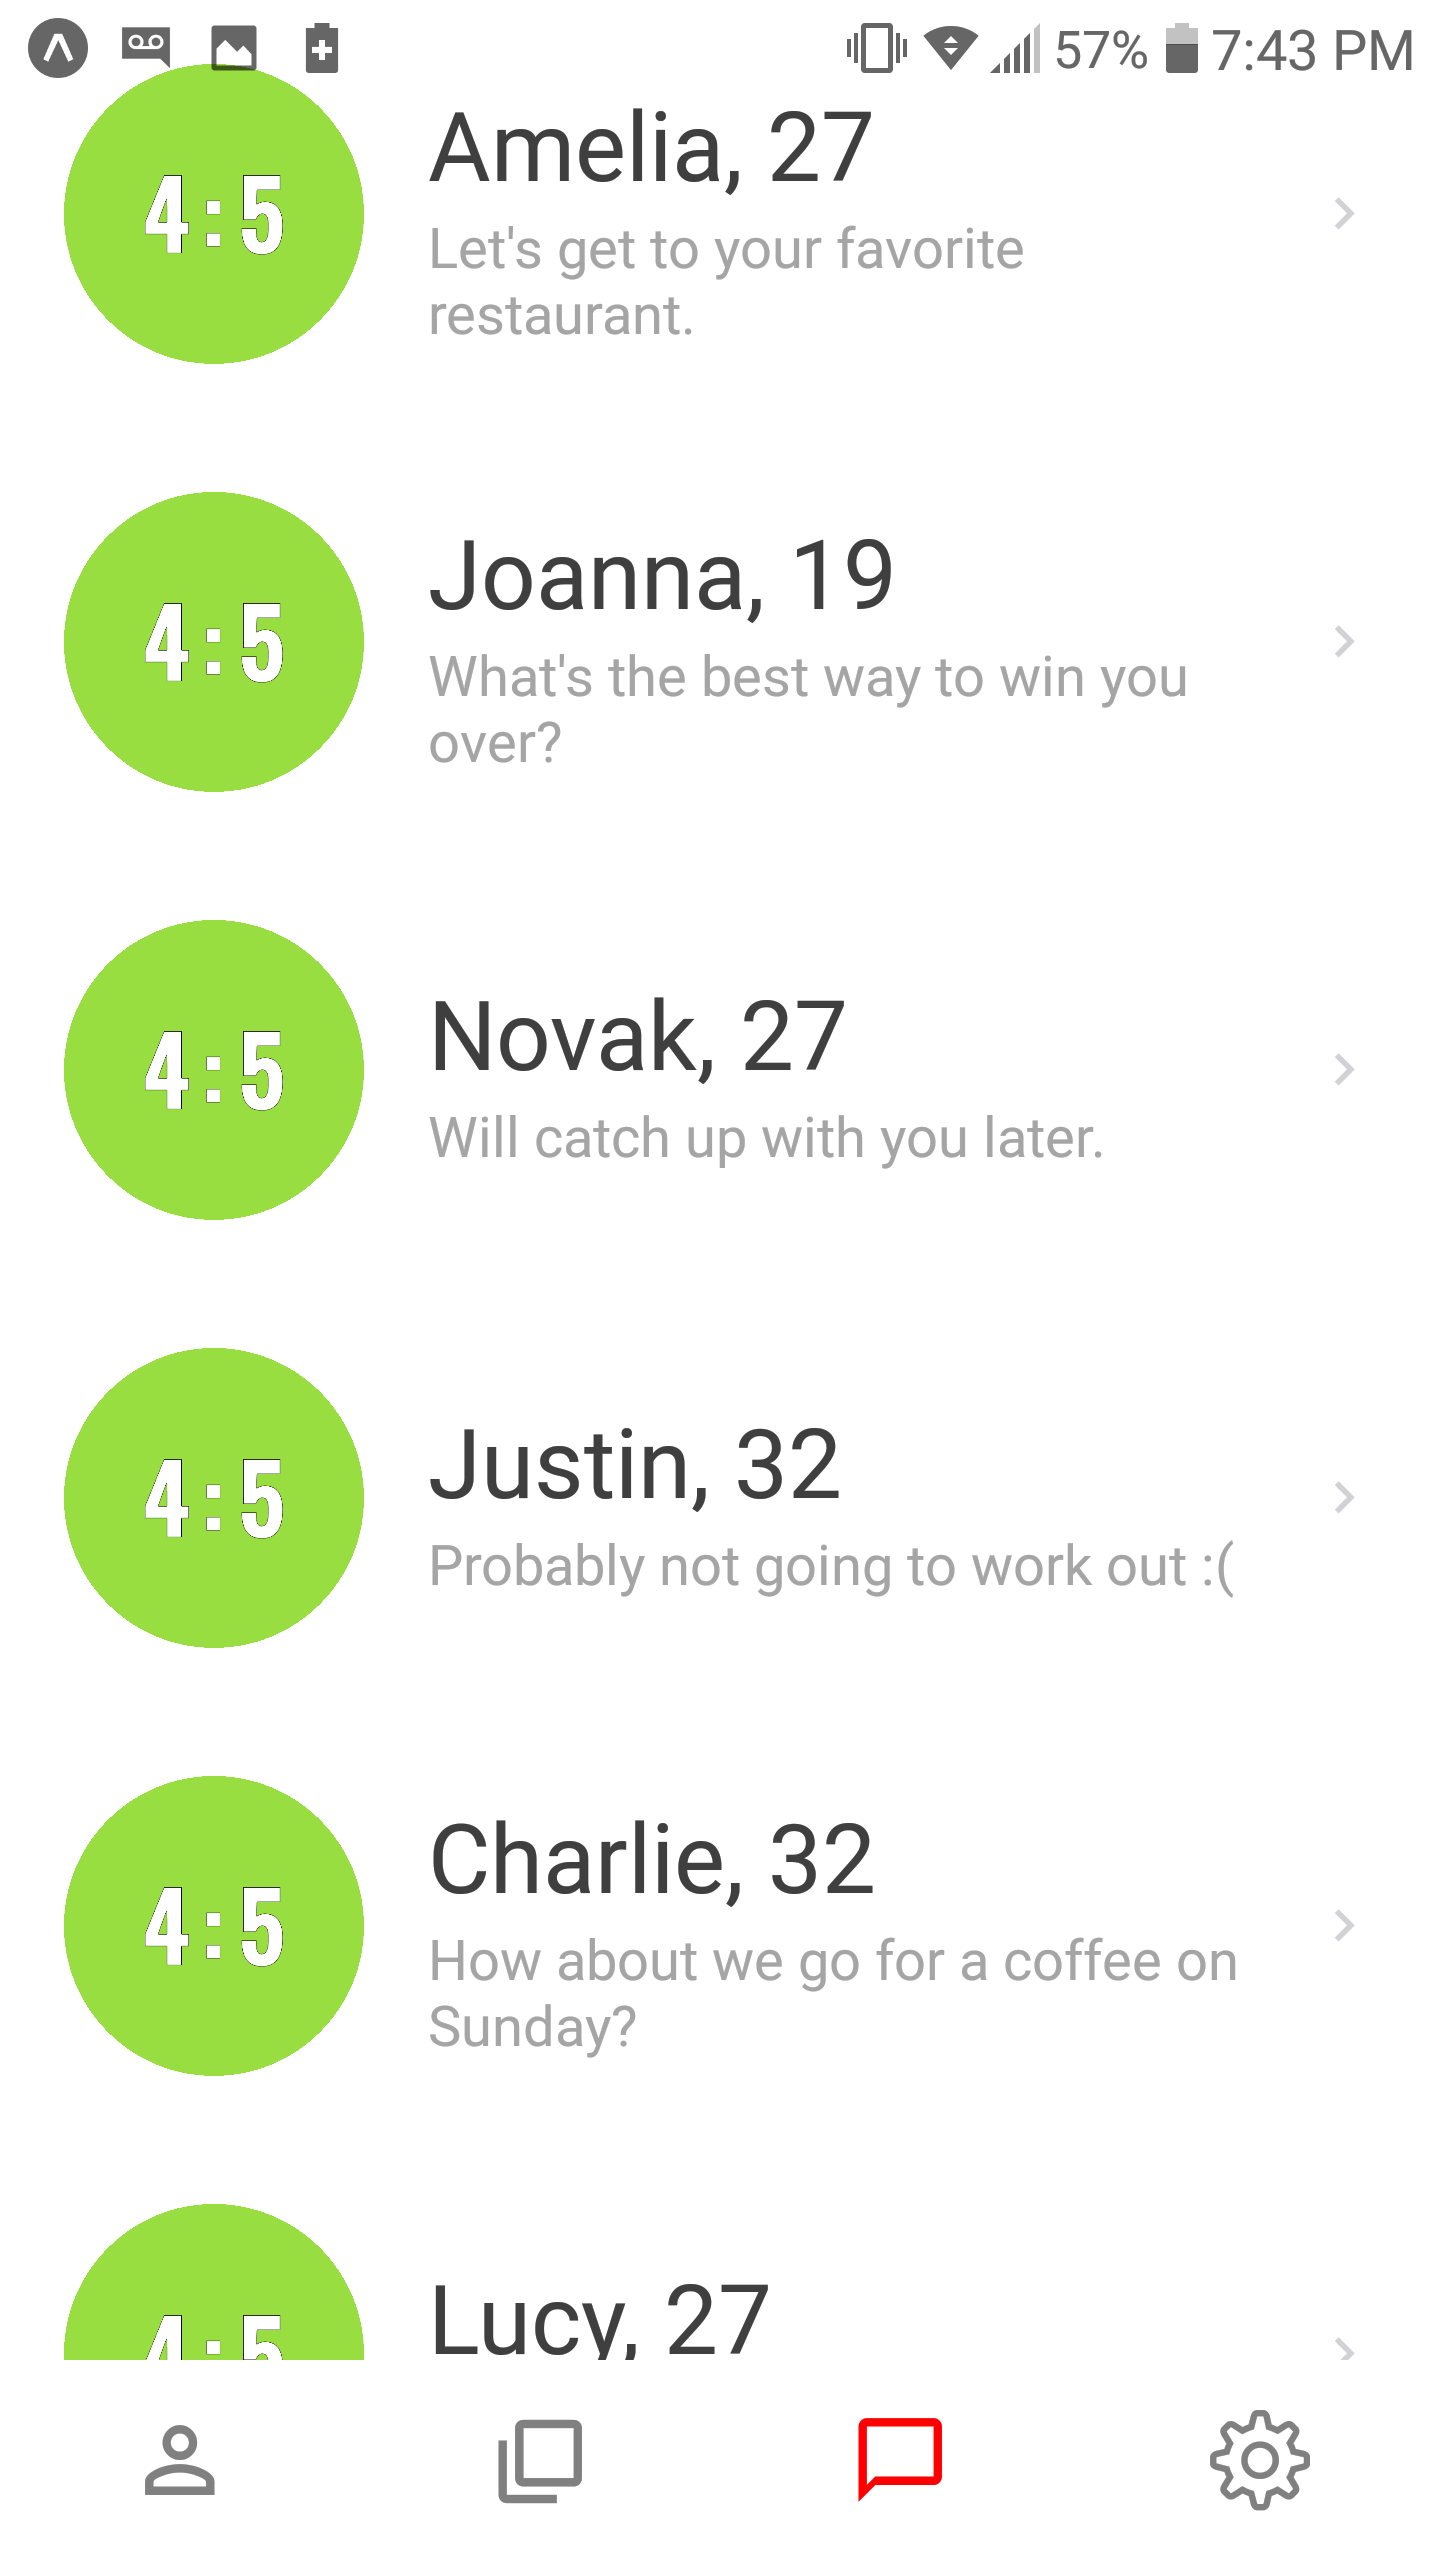 57% 7:43 PM
4:5
Amelia, 27
Let's get to your favorite
restaurant.
4:5
Joanna, 19
What's the best way to win you
over?
4:5
Novak, 27
Will catch up with you later.
4:5
Justin, 32
Probably not going to work out :(
4:5
Charlie, 32
How about we go for a coffee on
Sunday?
4:5
Lucy, 27